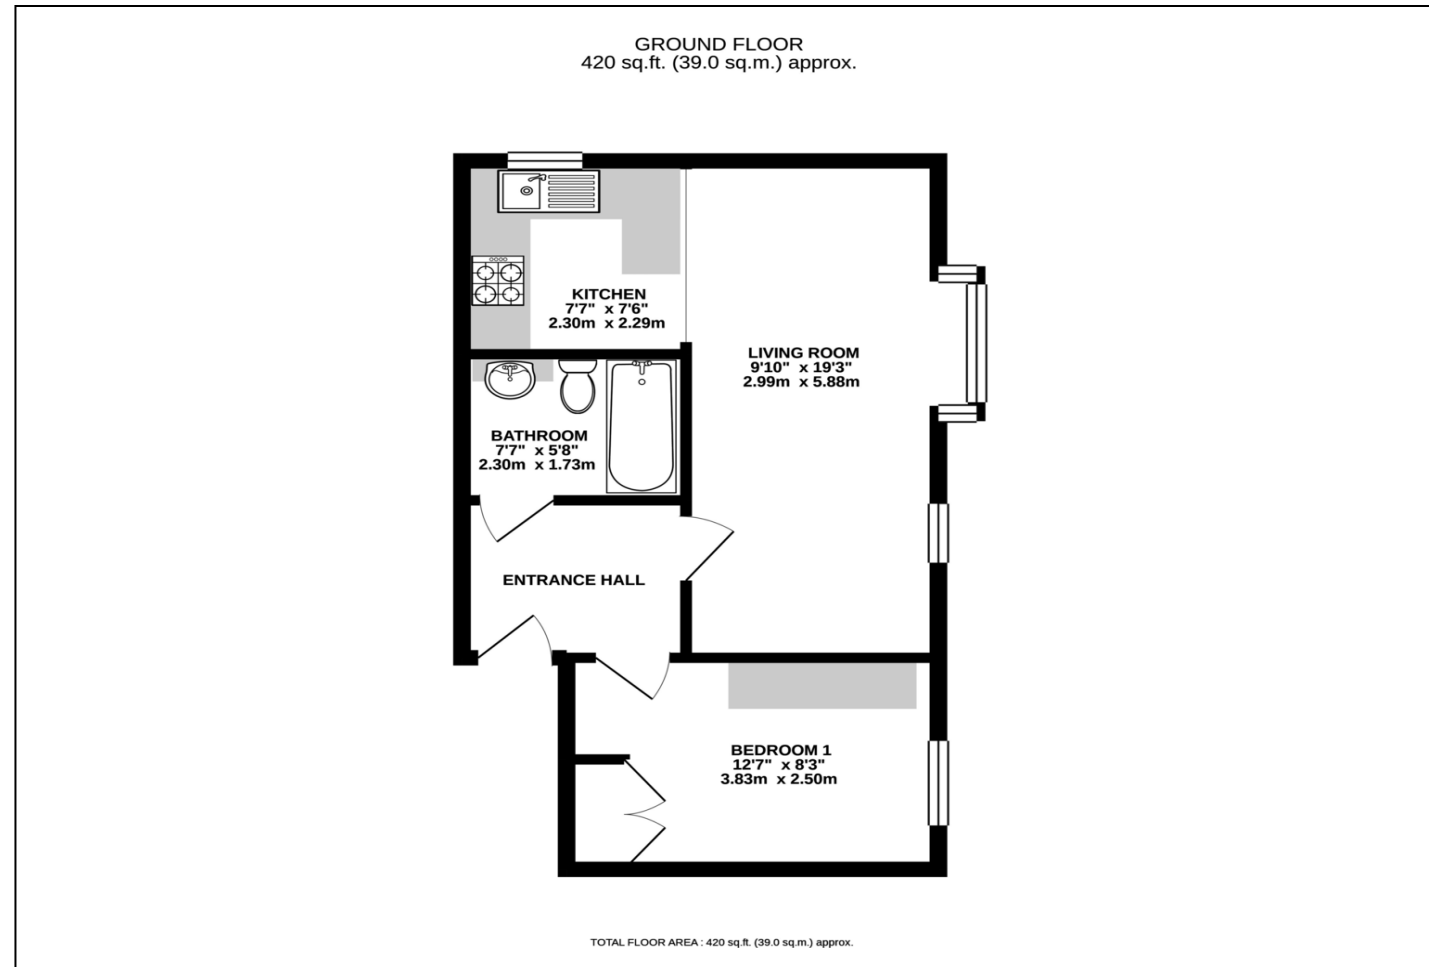 GROUND FLOOR
420 sq.ft. (39.0 sq.m.) approx.
KITCHEN
7'7" x 7'6"
2.30m x 2.29m
LIVING ROOM
9'10" x 19'3"
2.99m x 5.88m
BATHROOM
7'7" x 5'8"
2.30m x 1.73m
ENTRANCE HALL
BEDROOM 1
12'7" x 8'3"
3.83m x 2.50m
TOTAL FLOOR AREA : 420 sq.ft. (39.0 sq.m.) approx.